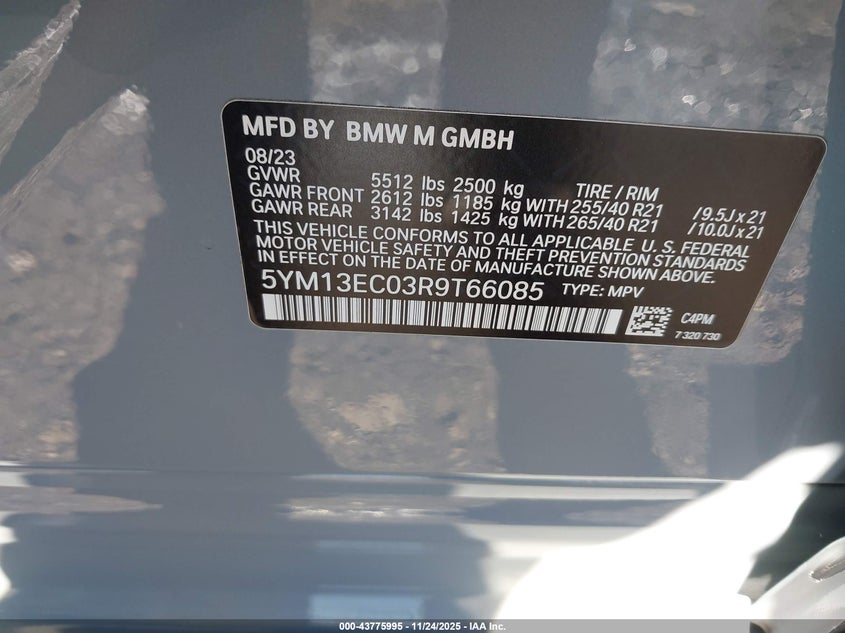 MFD BY BMW M GMBH
08/23
GVWR 5512 lbs 2500 kg TIRE / RIM
GAWR FRONT 2612 lbs 1185 kg WITH 255/40 R21 /9.5J x 21
GAWR REAR 3142 lbs 1425 kg WITH 265/40 R21 /10.0J x 21
THIS VEHICLE CONFORMS TO ALL APPLICABLE U. S. FEDERAL
MOTOR VEHICLE SAFETY AND THEFT PREVENTION STANDARDS
IN EFFECT ON THE DATE OF MANUFACTURE SHOWN ABOVE.
5YM13EC03R9T66085 TYPE: MPV
C4PM
7 320 730
000-43775995 - 11/24/2025 - IAA Inc.